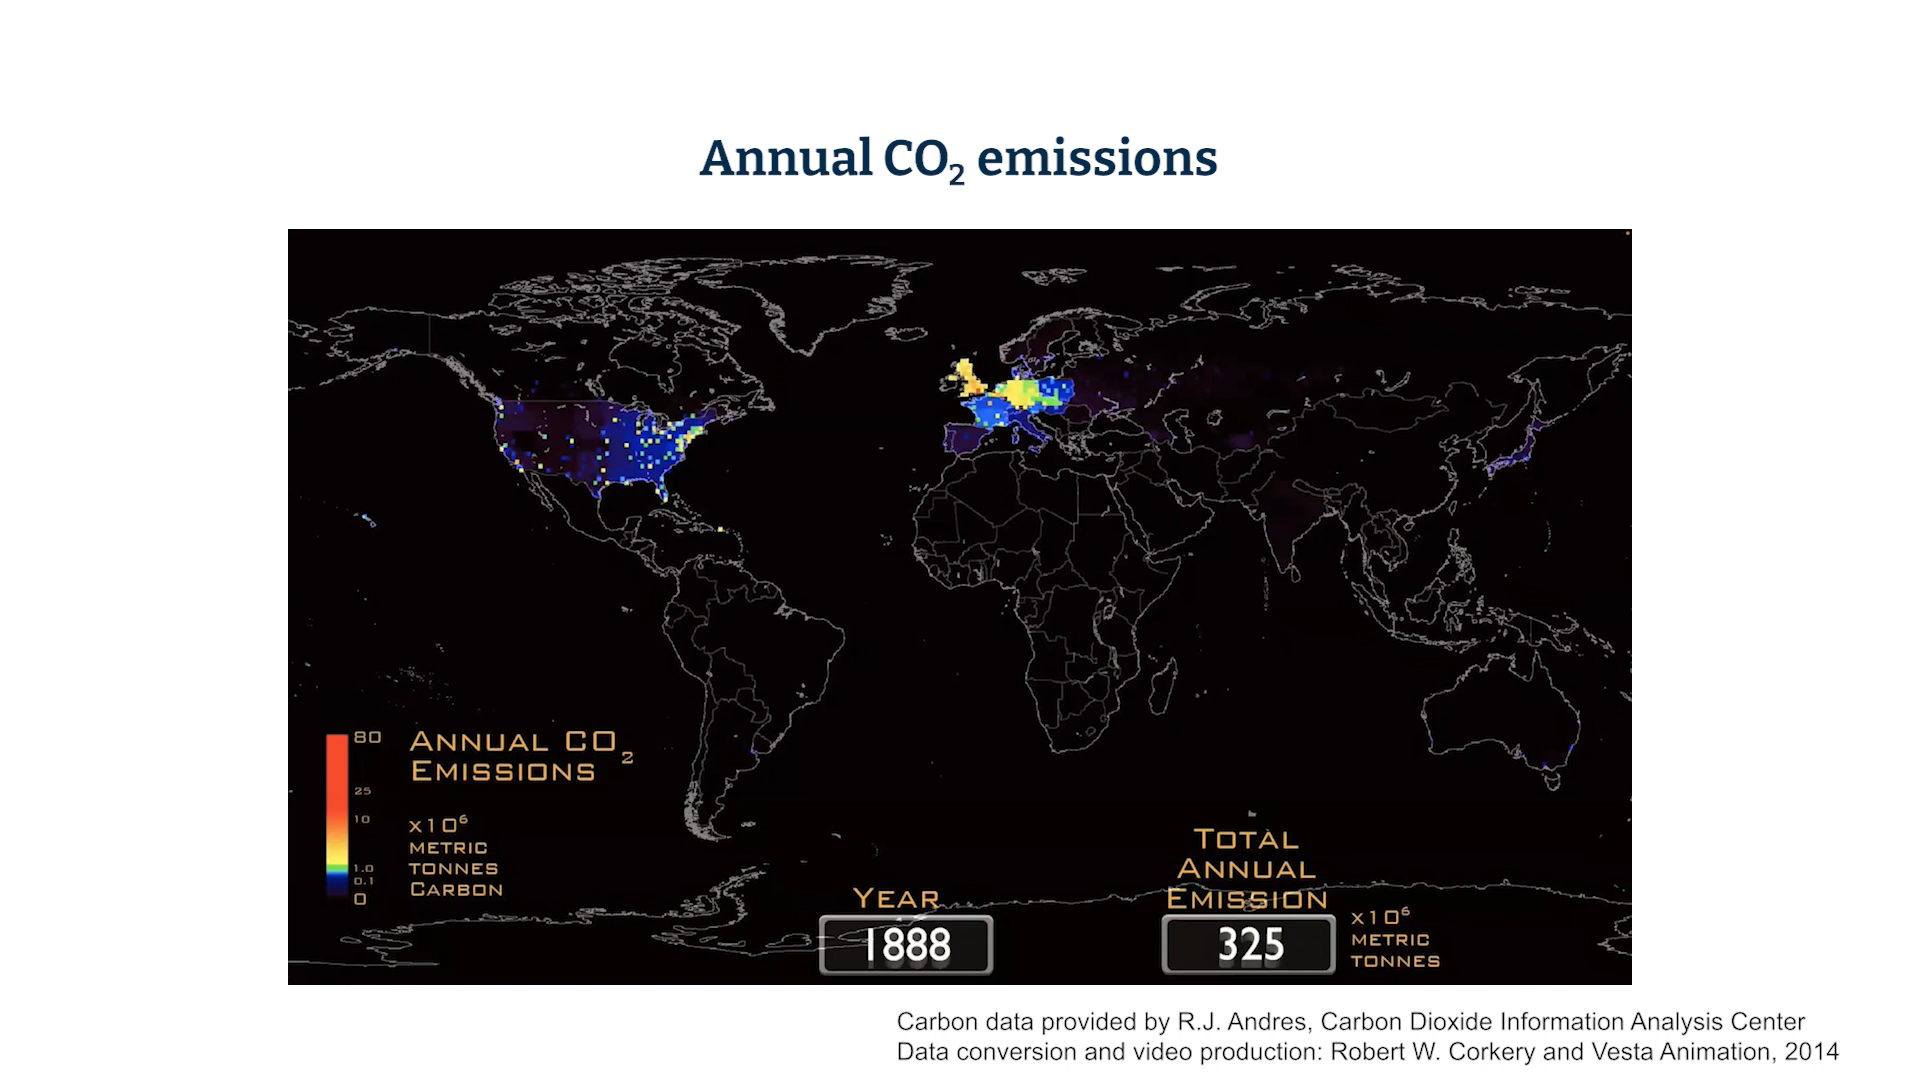 Annual CO₂ emissions
80
25
10
1.0
0.1
0
ANNUAL CO₂
EMISSIONS
x10⁶
METRIC
TONNES
CARBON
YEAR
1888
TOTAL
ANNUAL
EMISSION
325
x10⁶
METRIC
TONNES
Carbon data provided by R.J. Andres, Carbon Dioxide Information Analysis Center
Data conversion and video production: Robert W. Corkery and Vesta Animation, 2014